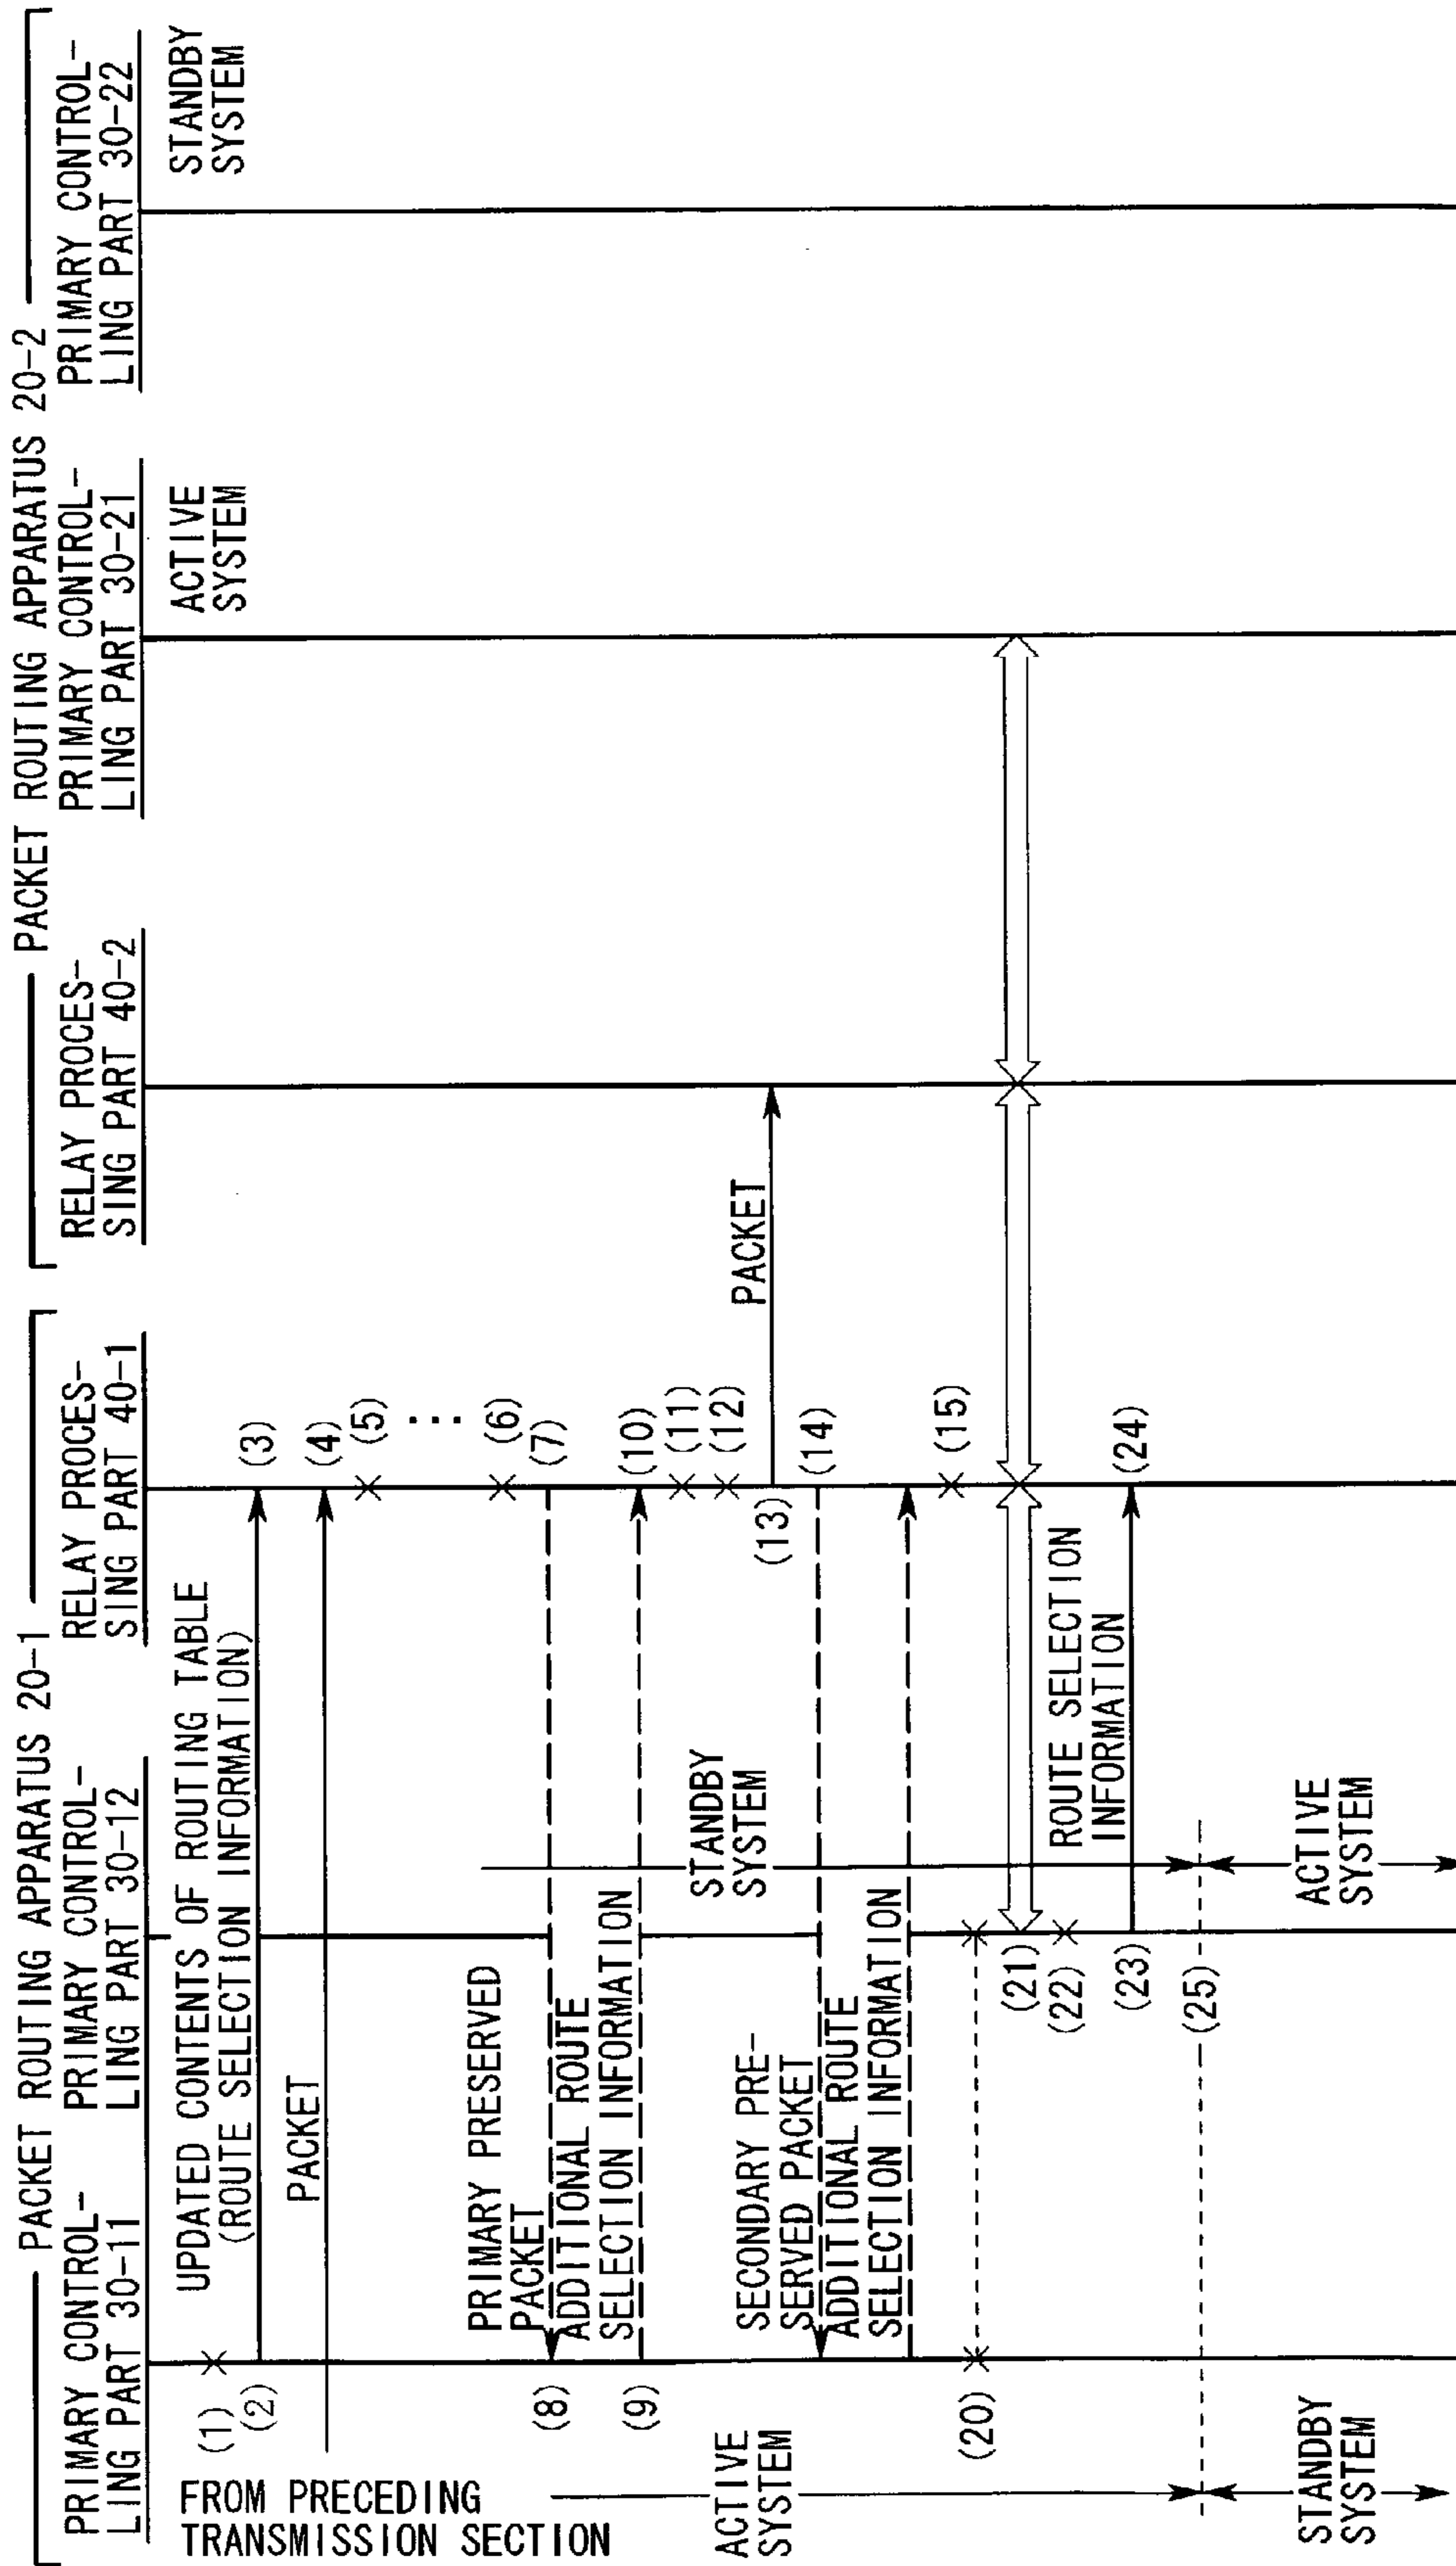 PACKET ROUTING APPARATUS 20-1
PACKET ROUTING APPARATUS 20-2
PRIMARY CONTROL-
LING PART 30-11
PRIMARY CONTROL-
LING PART 30-12
RELAY PROCES-
SING PART 40-1
RELAY PROCES-
SING PART 40-2
PRIMARY CONTROL-
LING PART 30-21
PRIMARY CONTROL-
LING PART 30-22
ACTIVE
SYSTEM
STANDBY
SYSTEM
FROM PRECEDING
TRANSMISSION SECTION
UPDATED CONTENTS OF ROUTING TABLE
(ROUTE SELECTION INFORMATION)
(1)
(2)
(3)
PACKET
(4)
(5)
...
(6)
(7)
PRIMARY PRESERVED
PACKET
(8)
ADDITIONAL ROUTE
SELECTION INFORMATION
(9)
(10)
(11)
(12)
PACKET
(13)
ACTIVE
SYSTEM
STANDBY
SYSTEM
SECONDARY PRE-
SERVED PACKET
(14)
ADDITIONAL ROUTE
SELECTION INFORMATION
(15)
(20)
(21)
(22)
ROUTE SELECTION
INFORMATION
(23)
(24)
(25)
STANDBY
SYSTEM
ACTIVE
SYSTEM